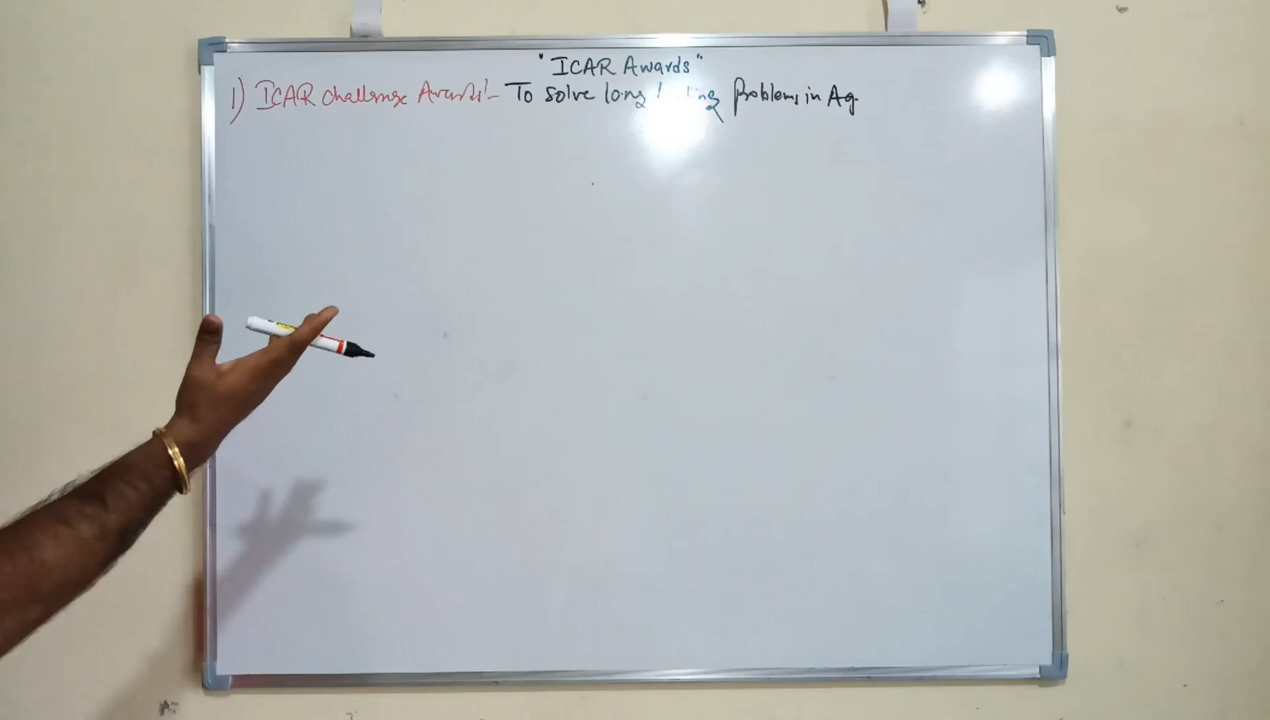 "ICAR Awards"
1) ICAR challenge Awards:- To solve long Problems in Ag.